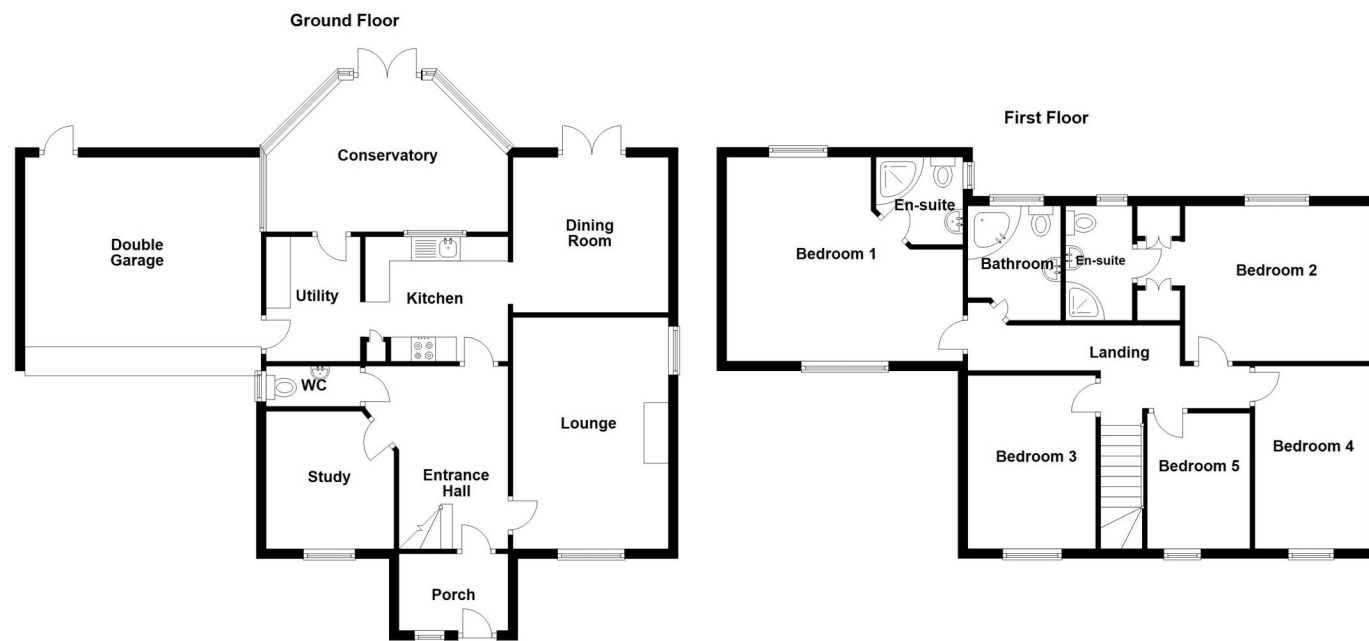 Ground Floor
Conservatory
Double
Garage
Dining
Room
Utility
Kitchen
WC
Lounge
Study
Entrance
Hall
Porch
First Floor
En-suite
Bedroom 1
Bathroom
En-suite
Bedroom 2
Landing
Bedroom 3
Bedroom 5
Bedroom 4